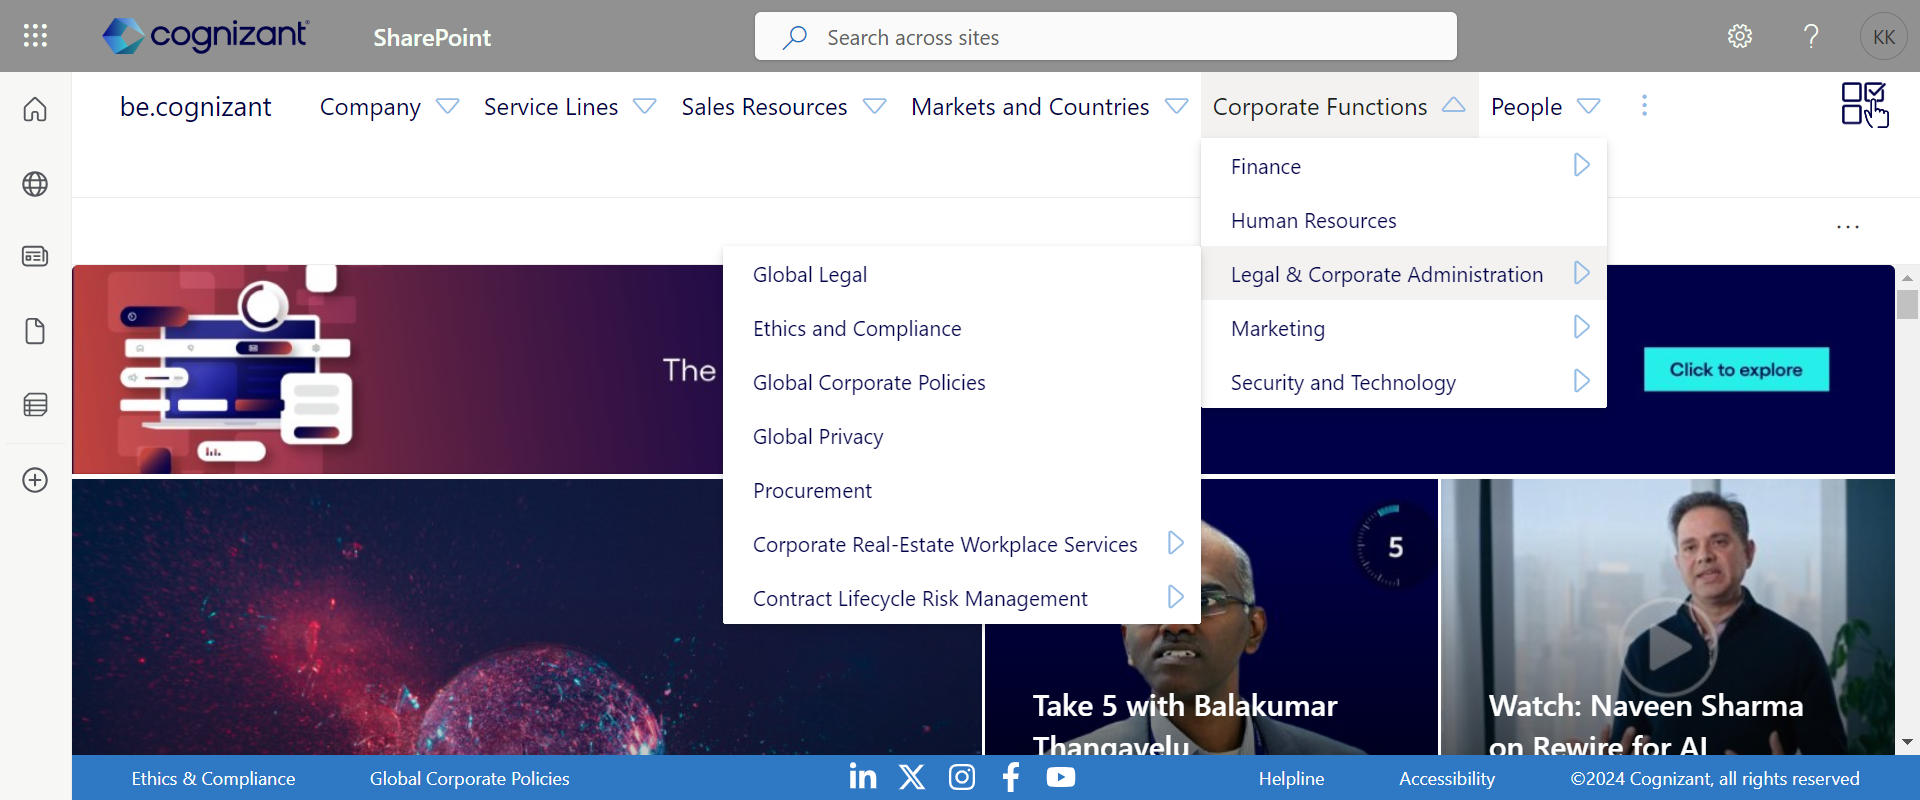 cognizant
SharePoint
Search across sites
KK
be.cognizant
Company
Service Lines
Sales Resources
Markets and Countries
Corporate Functions
People
Finance
Human Resources
Legal & Corporate Administration
Marketing
Security and Technology
Global Legal
Ethics and Compliance
Global Corporate Policies
Global Privacy
Procurement
Corporate Real-Estate Workplace Services
Contract Lifecycle Risk Management
The
Click to explore
5
Take 5 with Balakumar
Thangavelu
Watch: Naveen Sharma
on Rewire for AI
Ethics & Compliance
Global Corporate Policies
Helpline
Accessibility
©2024 Cognizant, all rights reserved